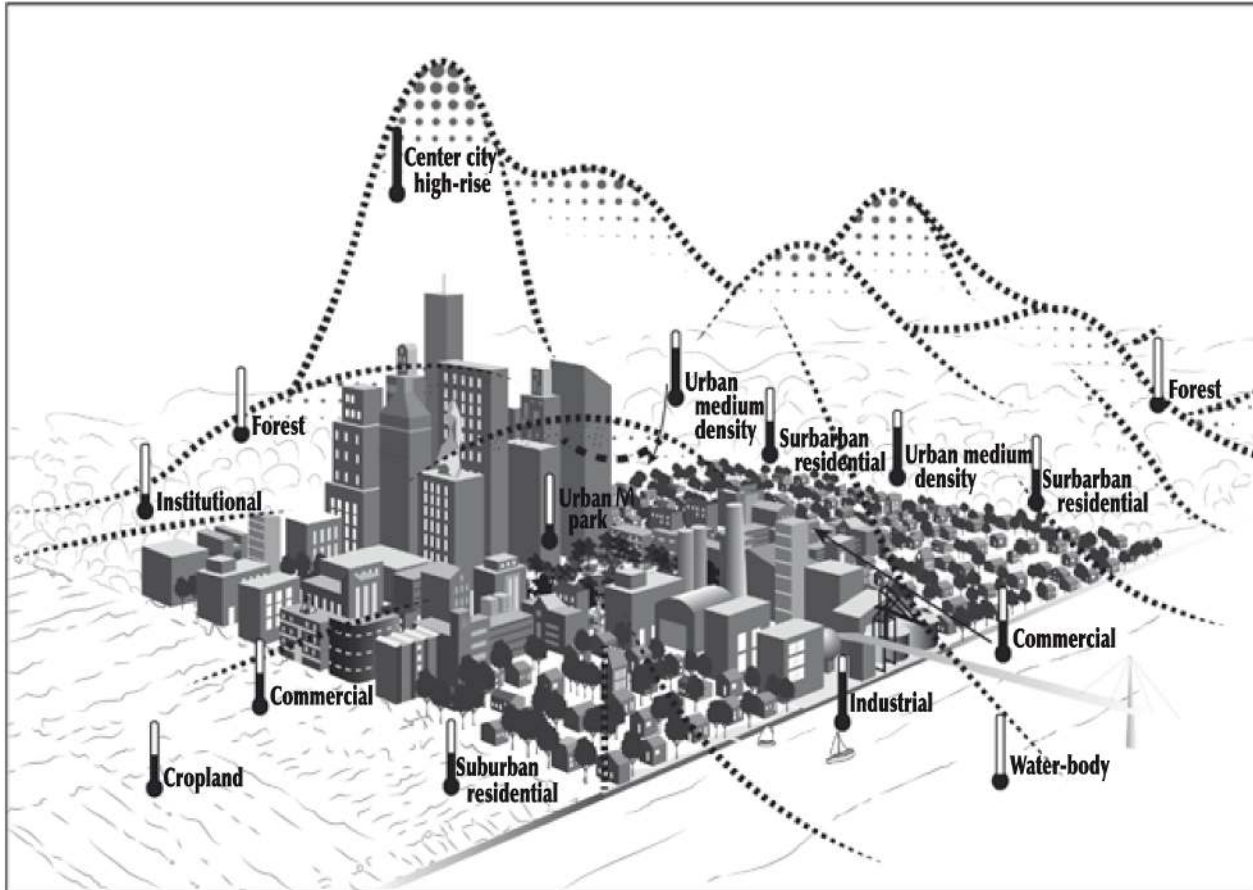 Center city
high-rise
Forest
Institutional
Urban
medium
density
Surbarban
residential
Urban medium
density
Surbarban
residential
Forest
Urban M
park
Commercial
Commercial
Industrial
Cropland
Suburban
residential
Water-body